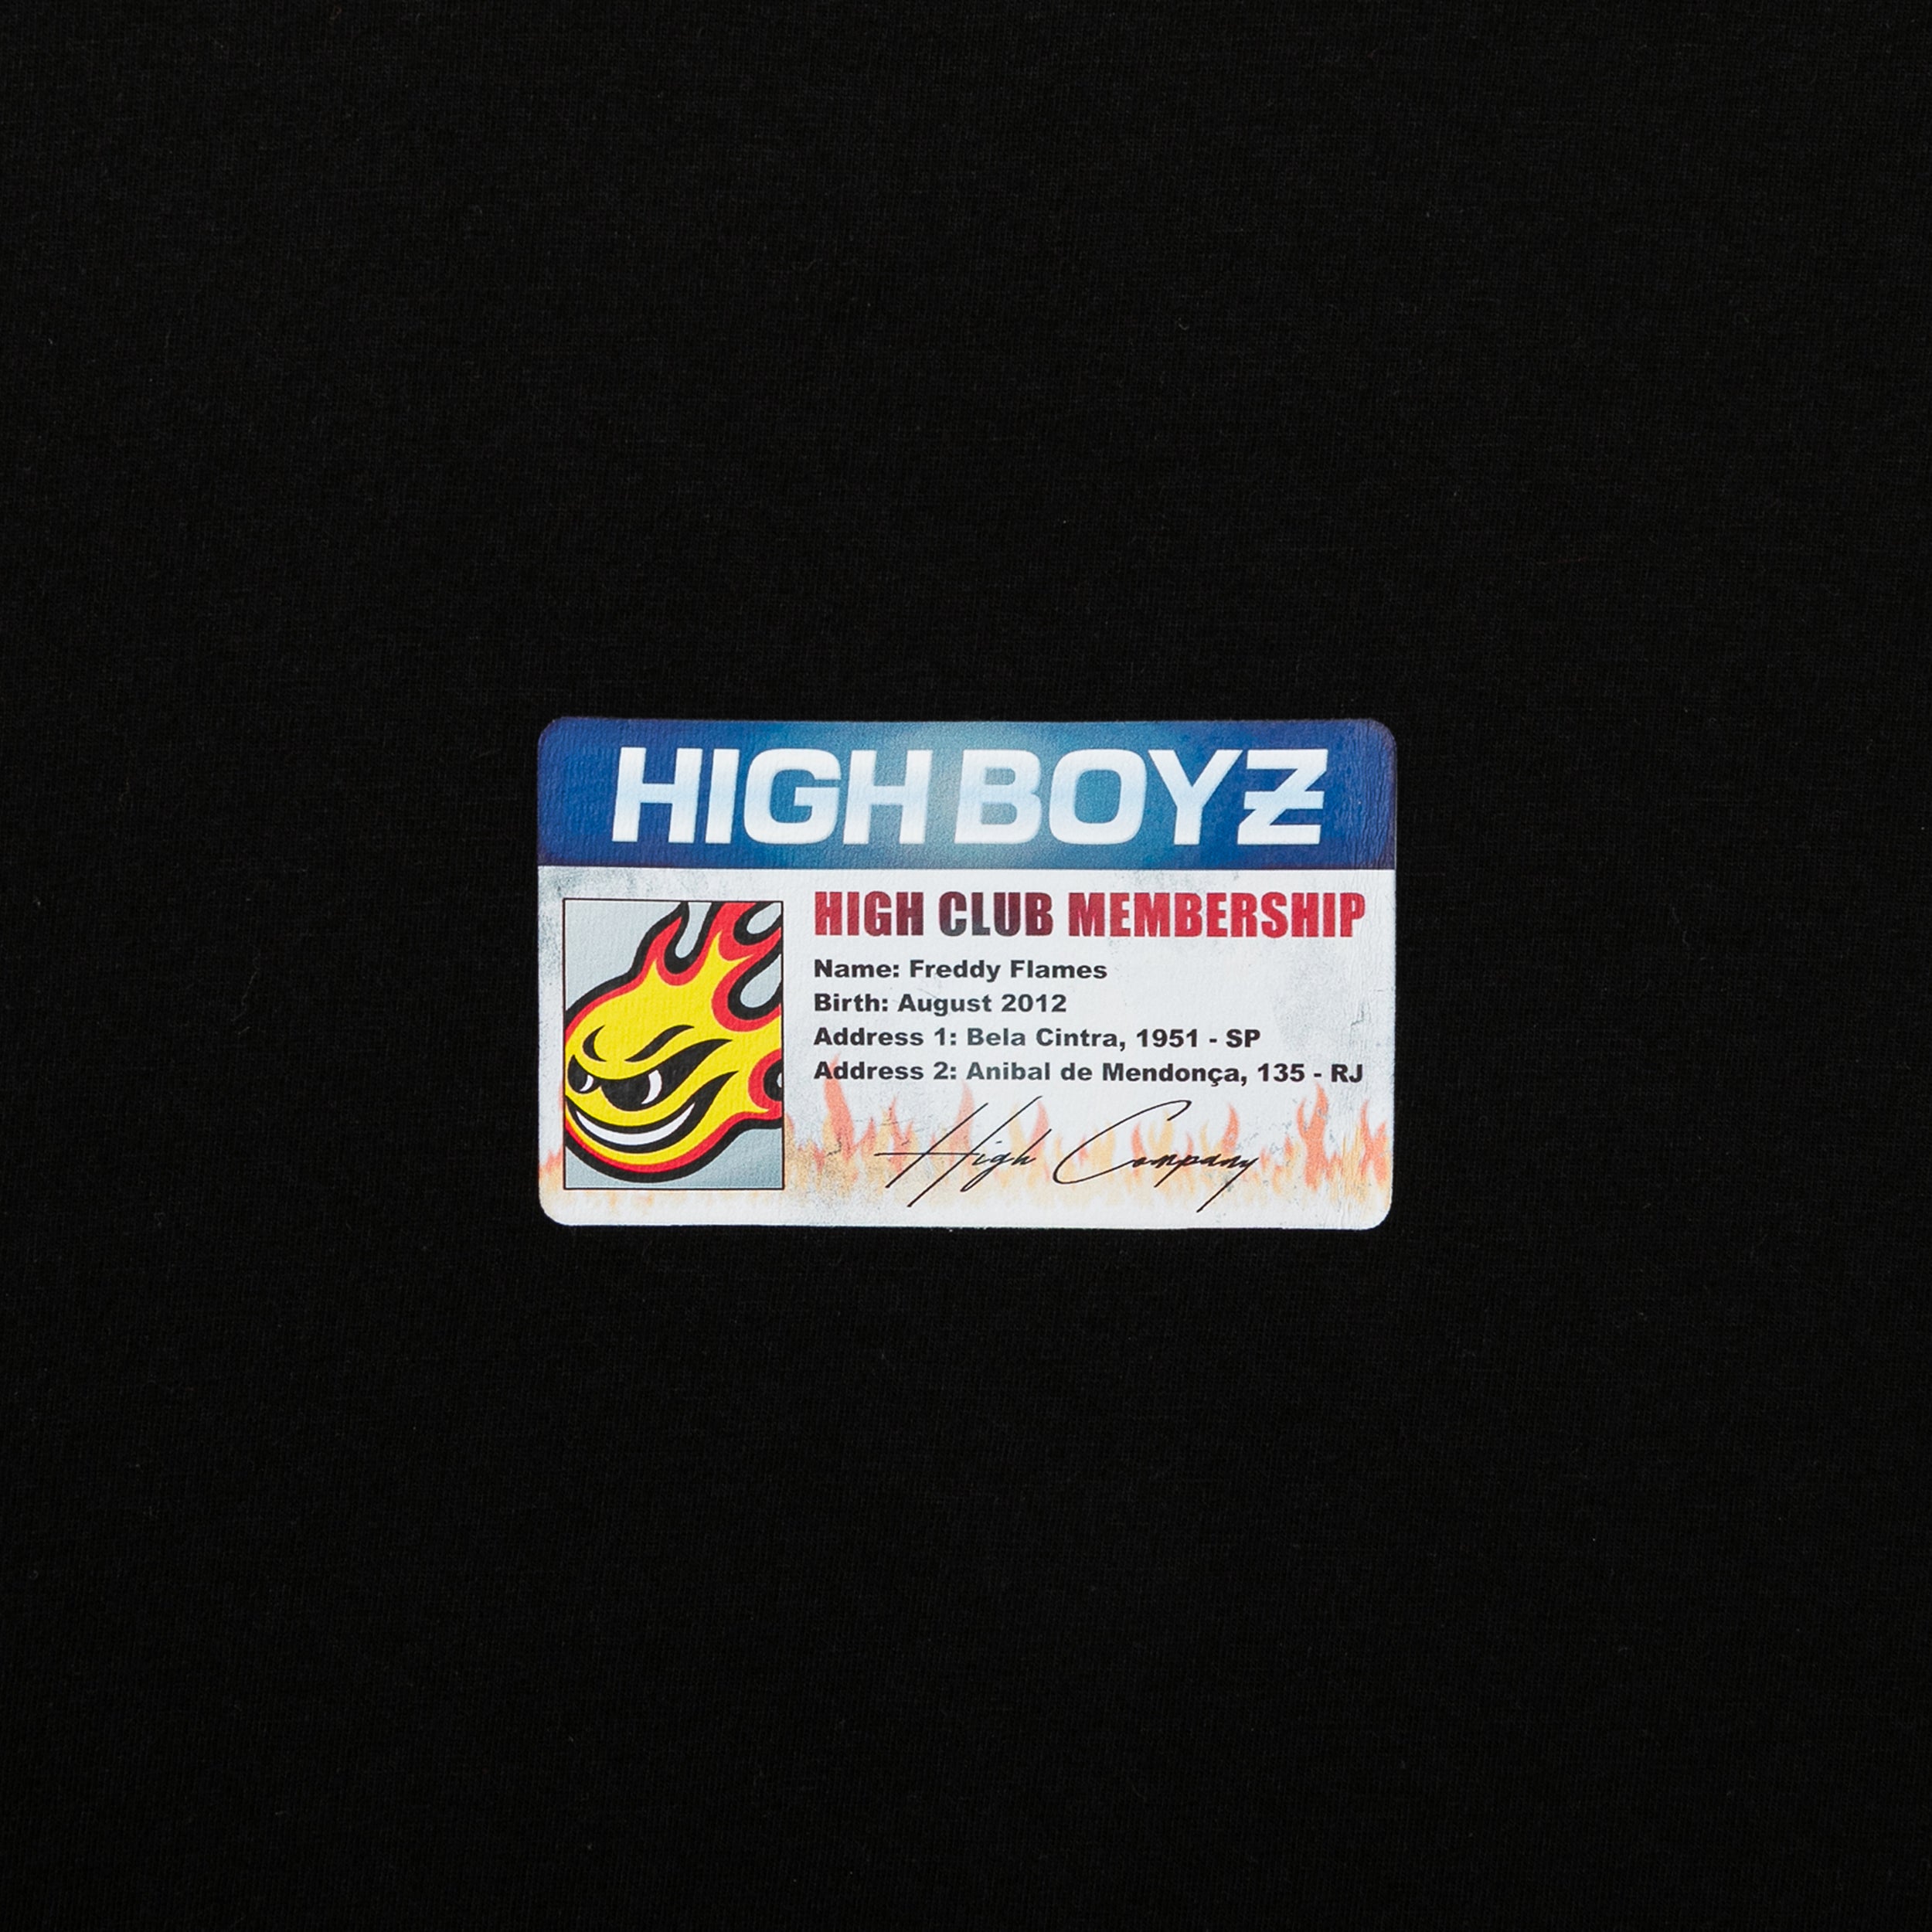 HIGH BOYZ
HIGH CLUB MEMBERSHIP
Name: Freddy Flames
Birth: August 2012
Address 1: Bela Cintra, 1951 - SP
Address 2: Anibal de Mendonça, 135 - RJ
High Company